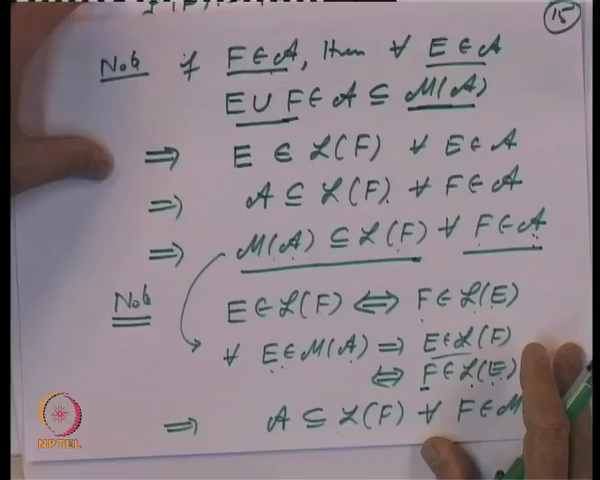 15
Note if F ∈ 𝒜, then ∀ E ∈ 𝒜
E ∪ F ∈ 𝒜 ⊆ ℳ(𝒜)
⇒ E ∈ ℒ(F) ∀ E ∈ 𝒜
⇒ 𝒜 ⊆ ℒ(F). ∀ F ∈ 𝒜
⇒ ℳ(𝒜) ⊆ ℒ(F) ∀ F ∈ 𝒜
Note E ∈ ℒ(F) ⇔ F ∈ ℒ(E)
∀ E ∈ ℳ(𝒜) ⇒ E ∈ ℒ(F)
⇔ F ∈ ℒ(E)
⇒ 𝒜 ⊆ ℒ(F) ∀ F ∈ ℳ
NPTEL